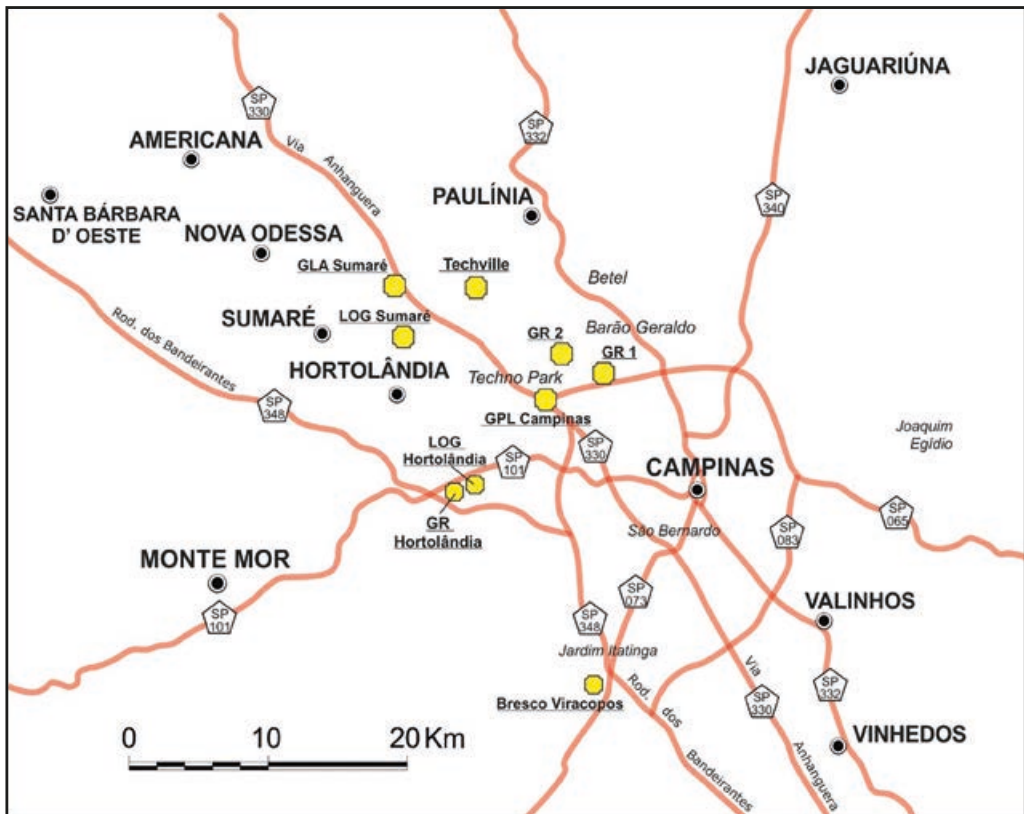 JAGUARIÚNA
SP
330
SP
332
AMERICANA
Via
Anhanguera
PAULÍNIA
SP
340
SANTA BÁRBARA
D' OESTE
NOVA ODESSA
GLA Sumaré
Techville
Betel
SUMARÉ
LOG Sumaré
Barão Geraldo
Rod. dos Bandeirantes
GR 2
GR 1
HORTOLÂNDIA
Techno Park
SP
348
GPL Campinas
Joaquim
Egídio
LOG
Hortolândia
SP
101
SP
330
CAMPINAS
GR
Hortolândia
São Bernardo
SP
065
SP
083
MONTE MOR
SP
073
VALINHOS
SP
101
SP
348
Jardim Itatinga
Via
Bresco Viracopos
Rod. dos
SP
332
SP
330
0 10 20 Km
Bandeirantes
Anhanguera
VINHEDOS